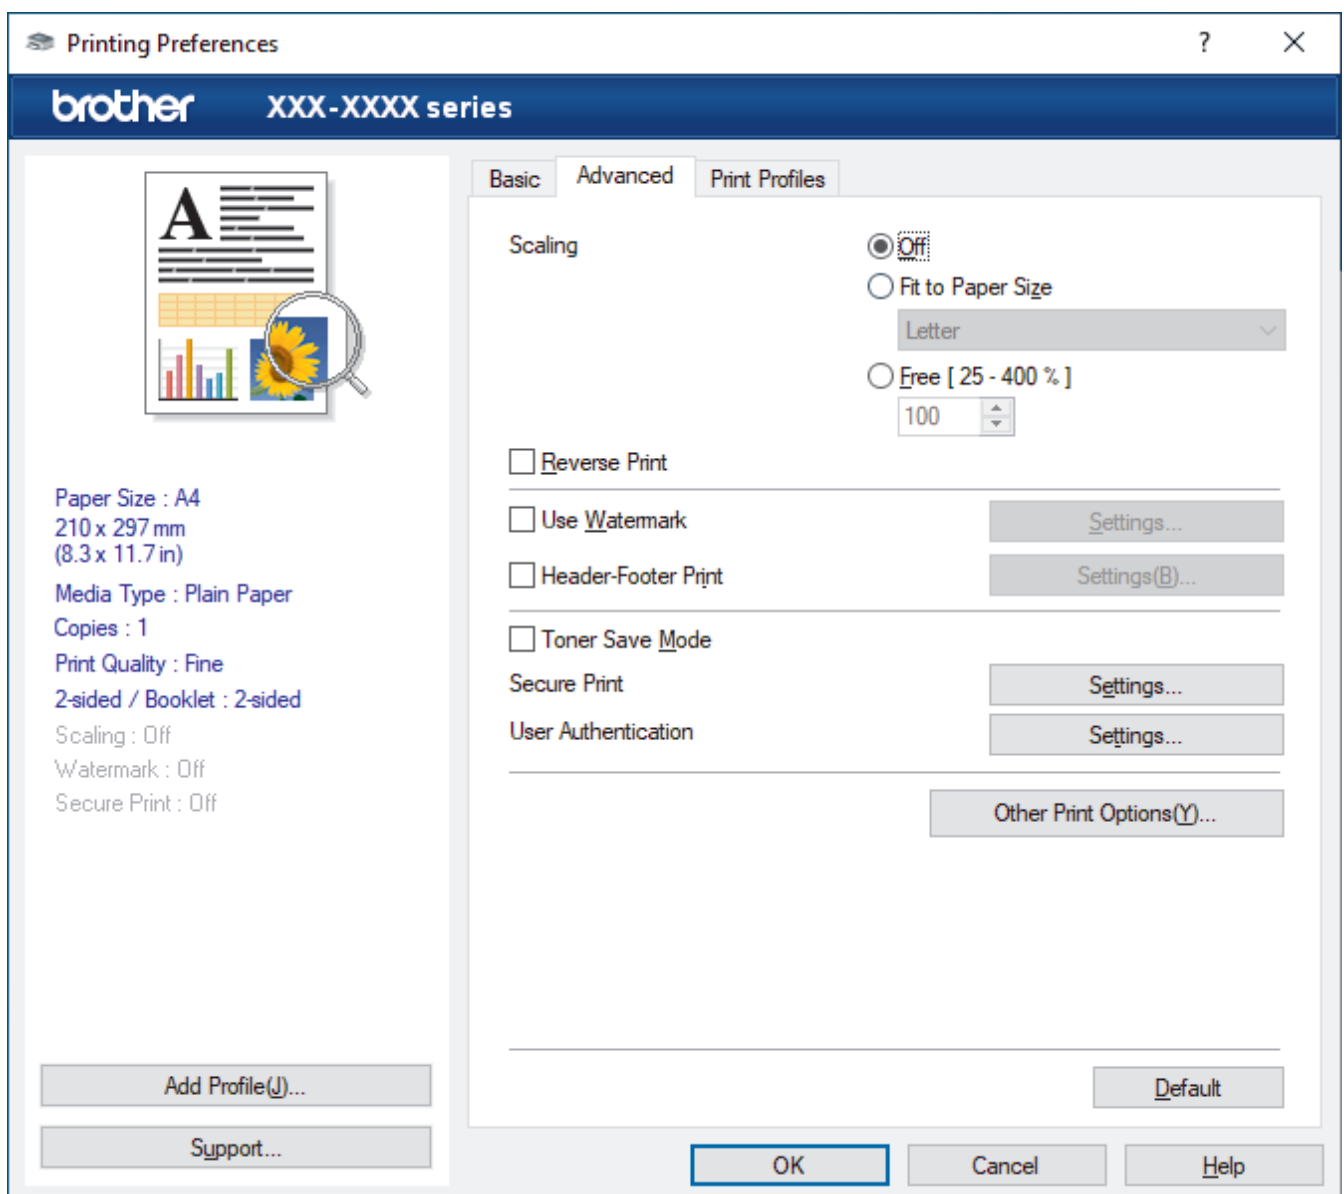 Printing Preferences
brother XXX-XXXX series
A
Paper Size : A4
210 x 297 mm
(8.3 x 11.7 in)
Media Type : Plain Paper
Copies : 1
Print Quality : Fine
2-sided / Booklet : 2-sided
Scaling : Off
Watermark : Off
Secure Print : Off
Add Profile(J)...
Support...
Basic Advanced Print Profiles
Scaling Off
Fit to Paper Size
Letter
Free [ 25 - 400 % ]
100
Reverse Print
Use Watermark Settings...
Header-Footer Print Settings(B)...
Toner Save Mode
Secure Print Settings...
User Authentication Settings...
Other Print Options(Y)...
Default
OK Cancel Help